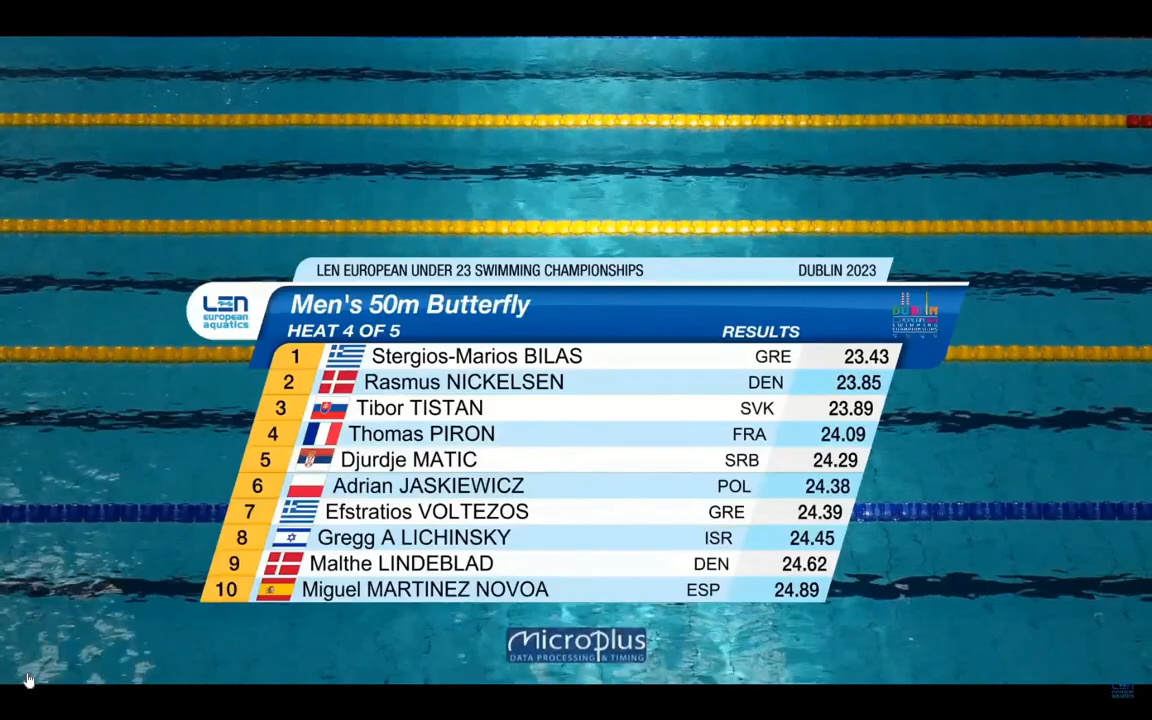 LEN EUROPEAN UNDER 23 SWIMMING CHAMPIONSHIPS DUBLIN 2023
LEN european aquatics
Men's 50m Butterfly
DUBLIN
HEAT 4 OF 5 RESULTS
1 Stergios-Marios BILAS GRE 23.43
2 Rasmus NICKELSEN DEN 23.85
3 Tibor TISTAN SVK 23.89
4 Thomas PIRON FRA 24.09
5 Djurdje MATIC SRB 24.29
6 Adrian JASKIEWICZ POL 24.38
7 Efstratios VOLTEZOS GRE 24.39
8 Gregg A LICHINSKY ISR 24.45
9 Malthe LINDEBLAD DEN 24.62
10 Miguel MARTINEZ NOVOA ESP 24.89
microplus
DATA PROCESSING & TIMING